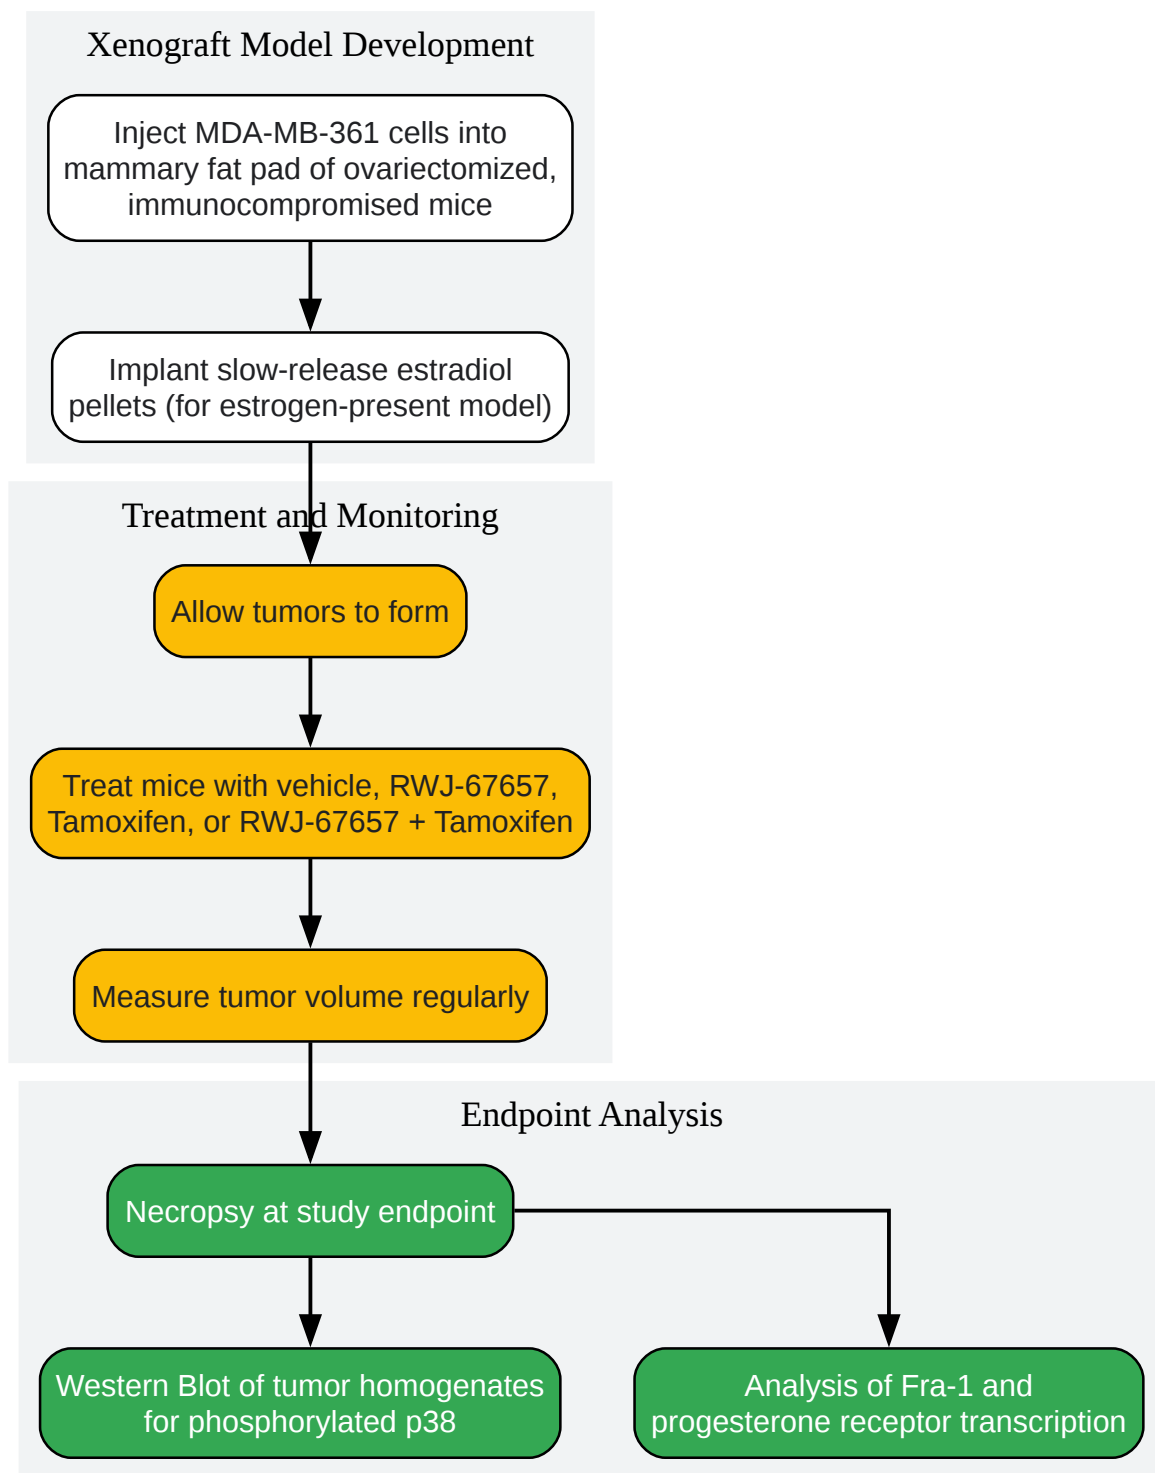 Xenograft Model Development
Inject MDA-MB-361 cells into
mammary fat pad of ovariectomized,
immunocompromised mice
Implant slow-release estradiol
pellets (for estrogen-present model)
Treatment and Monitoring
Allow tumors to form
Treat mice with vehicle, RWJ-67657,
Tamoxifen, or RWJ-67657 + Tamoxifen
Measure tumor volume regularly
Endpoint Analysis
Necropsy at study endpoint
Western Blot of tumor homogenates
for phosphorylated p38
Analysis of Fra-1 and
progesterone receptor transcription